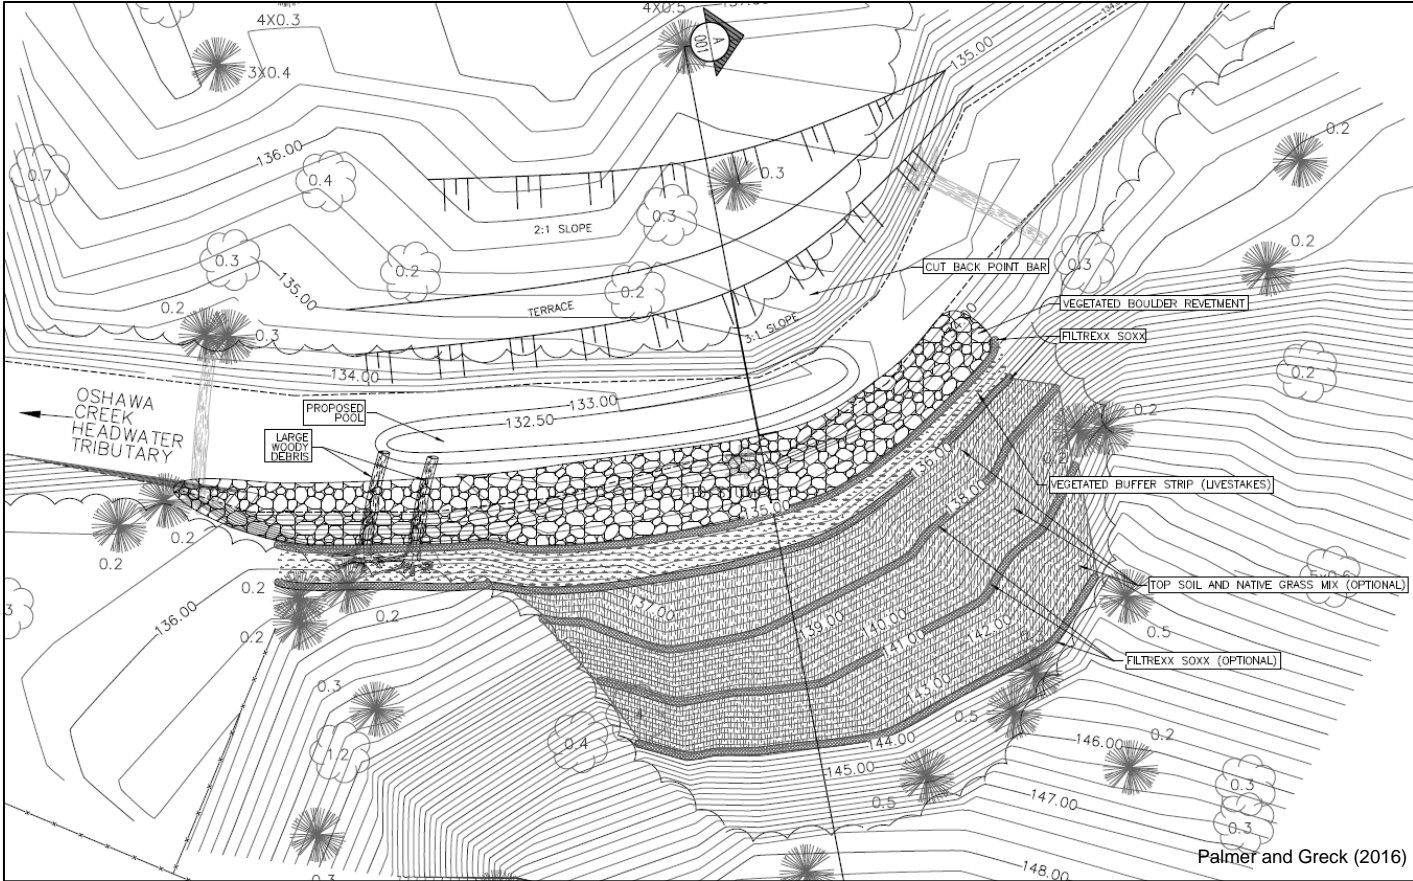 4X0.3
4X0.5
A
001
135.00
3X0.4
0.2
136.00
0.7
0.4
0.3
0.3
2:1 SLOPE
0.3
0.2
0.2
0.2
135.00
CUT BACK POINT BAR
0.3
0.2
TERRACE
VEGETATED BOULDER REVETMENT
0.3
3:1 SLOPE
FILTREXX SOXX
134.00
0.2
OSHAWA
CREEK
HEADWATER
TRIBUTARY
PROPOSED
POOL
133.00
132.50
LARGE
WOODY
DEBRIS
0.2
136.00
138.00
VEGETATED BUFFER STRIP (LIVESTAKES)
135.00
0.2
0.2
0.2
0.2
0.2
TOP SOIL AND NATIVE GRASS MIX (OPTIONAL)
137.00
136.00
139.00
140.00
141.00
142.00
143.00
0.5
FILTREXX SOXX (OPTIONAL)
0.3
0.5
1.2
0.4
144.00
146.00
0.2
145.00
0.5
147.00
0.3
0.3
148.00
Palmer and Greck (2016)